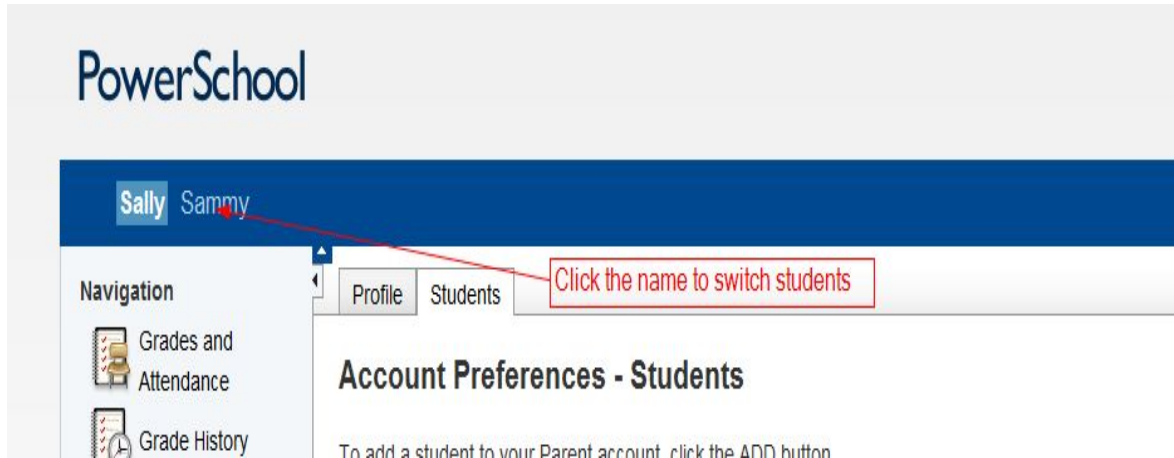 PowerSchool
Sally Sammy
Click the name to switch students
Navigation
Profile Students
Grades and
Attendance
Account Preferences - Students
Grade History
To add a student to your Parent account, click the ADD button